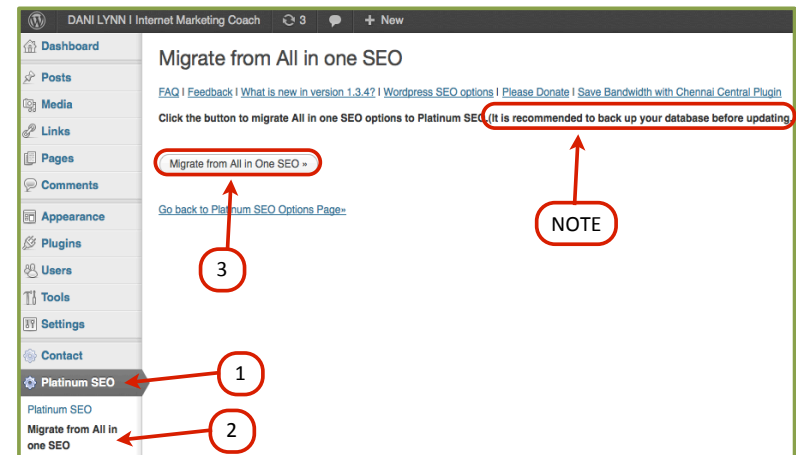 DANI LYNN I Internet Marketing Coach 3 + New
Dashboard
Posts
Media
Links
Pages
Comments
Appearance
Plugins
Users
Tools
Settings
Contact
Platinum SEO
Platinum SEO
Migrate from All in
one SEO
Migrate from All in one SEO
FAQ I Feedback I What is new in version 1.3.4? I Wordpress SEO options I Please Donate I Save Bandwidth with Chennai Central Plugin
Click the button to migrate All in one SEO options to Platinum SEO.(It is recommended to back up your database before updating.
Migrate from All in One SEO »
Go back to Platinum SEO Options Page»
NOTE
3
1
2